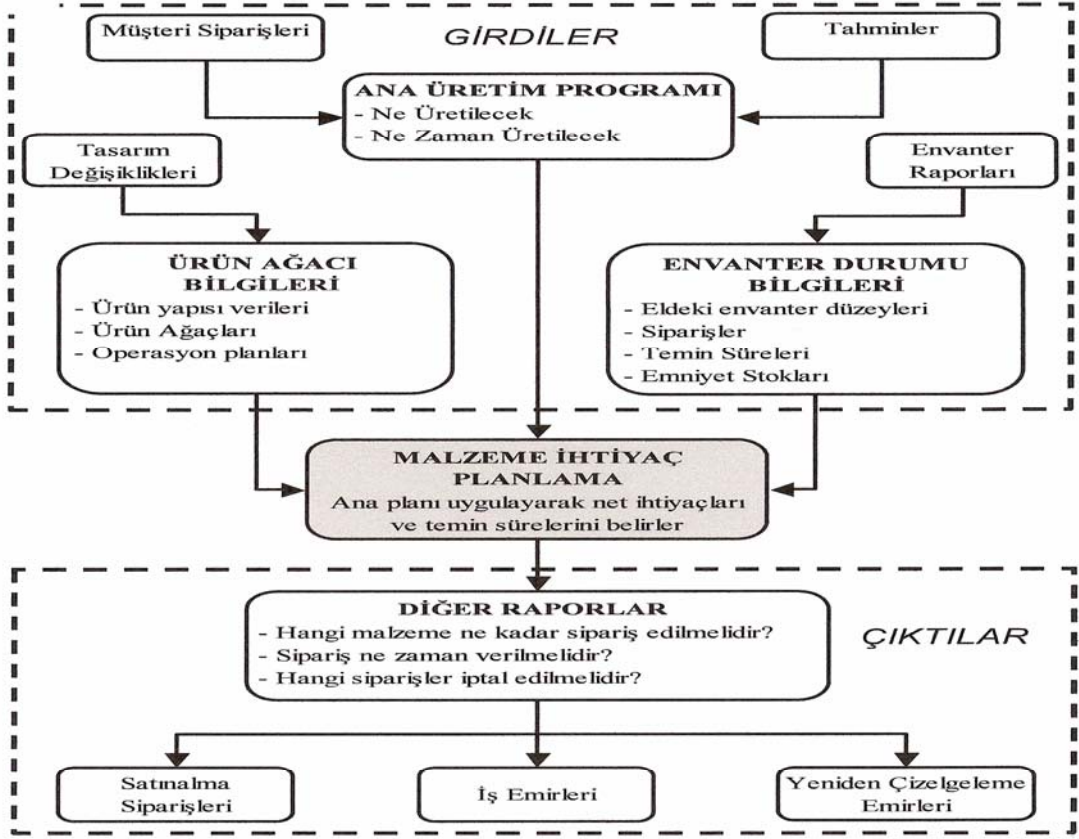 Müşteri Siparişleri
GİRDİLER
Tahminler
ANA ÜRETİM PROGRAMI
- Ne Üretilecek
- Ne Zaman Üretilecek
Tasarım
Değişiklikleri
Envanter
Raporları
ÜRÜN AĞACI
BİLGİLERİ
- Ürün yapısı verileri
- Ürün Ağaçları
- Operasyon planları
ENVANTER DURUMU
BİLGİLERİ
- Eldeki envanter düzeyleri
- Siparişler
- Temin Süreleri
- Emniyet Stokları
MALZEME İHTİYAÇ
PLANLAMA
Ana planı uygulayarak net ihtiyaçları
ve temin sürelerini belirler
DİĞER RAPORLAR
- Hangi malzeme ne kadar sipariş edilmelidir?
- Sipariş ne zaman verilmelidir?
- Hangi siparişler iptal edilmelidir?
ÇIKTILAR
Satınalma
Siparişleri
İş Emirleri
Yeniden Çizelgeleme
Emirleri